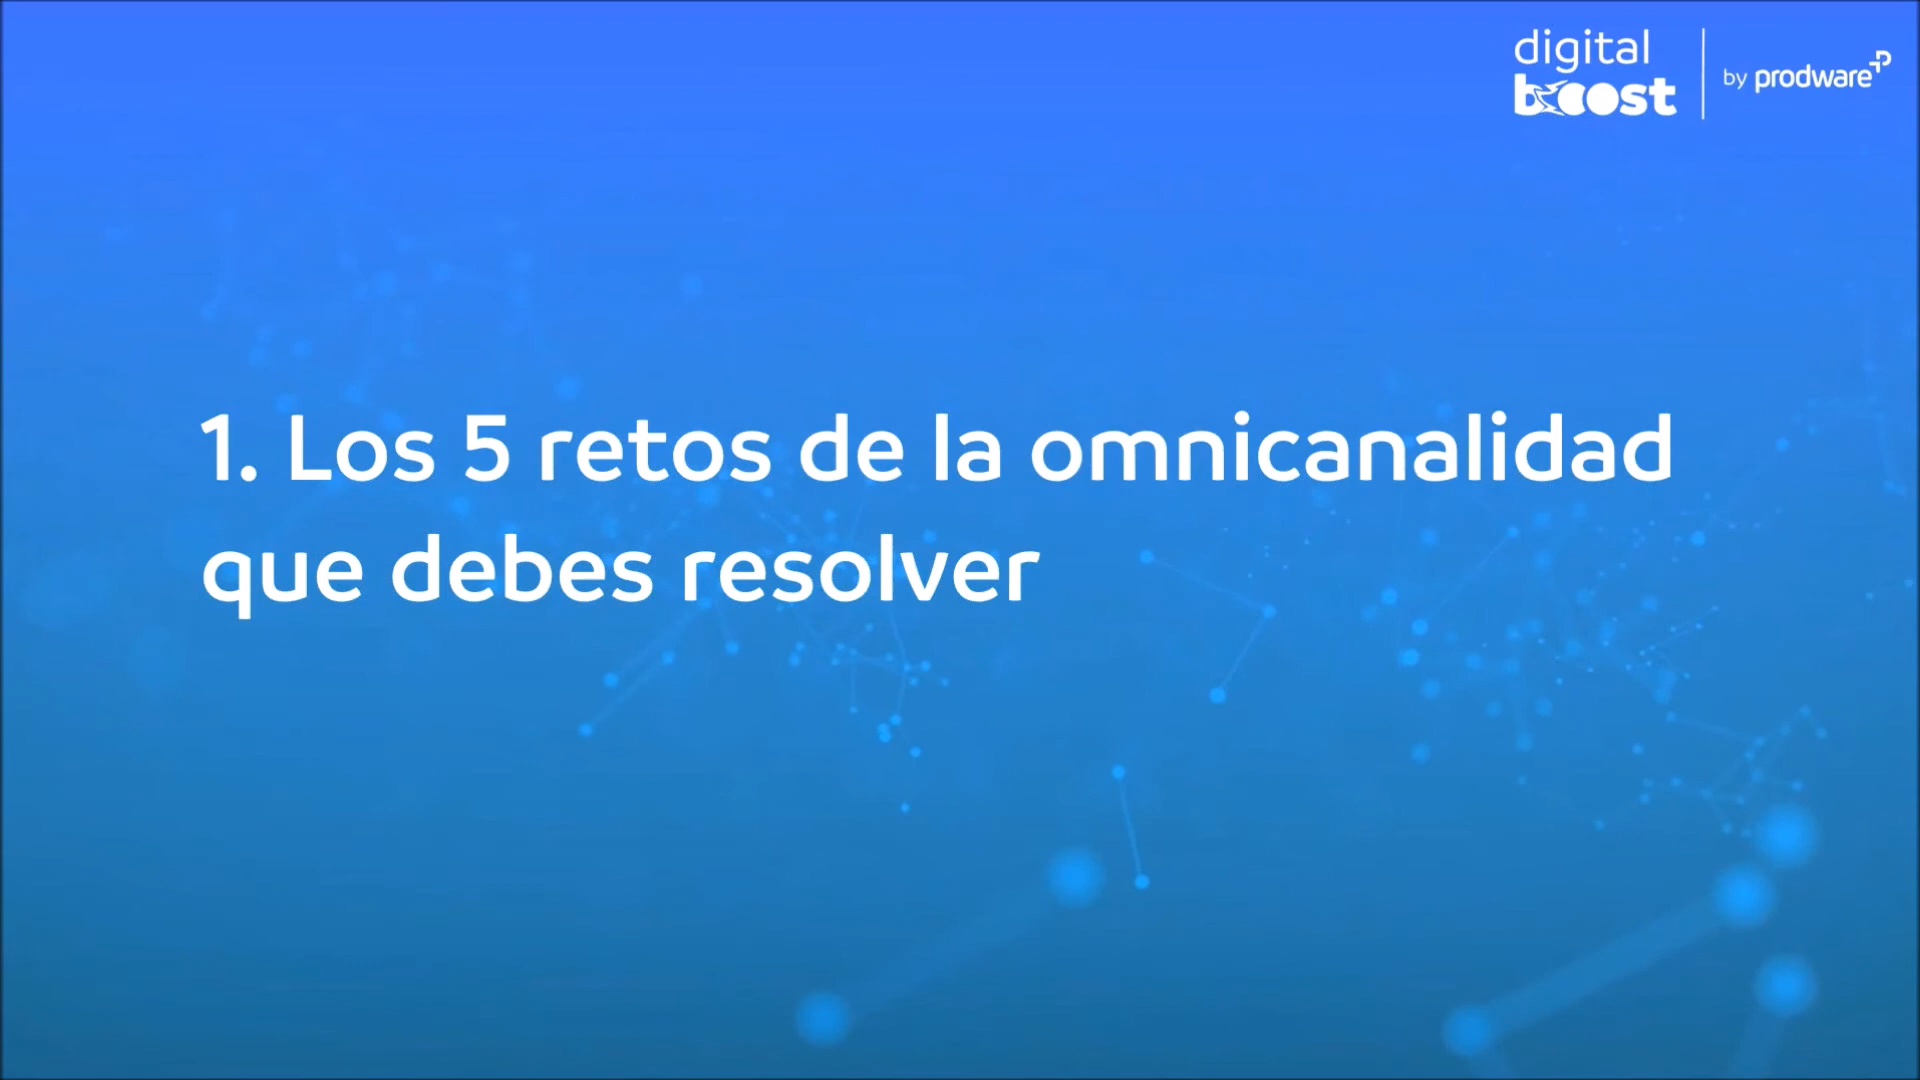 digital
boost
by prodware
1. Los 5 retos de la omnicanalidad
que debes resolver